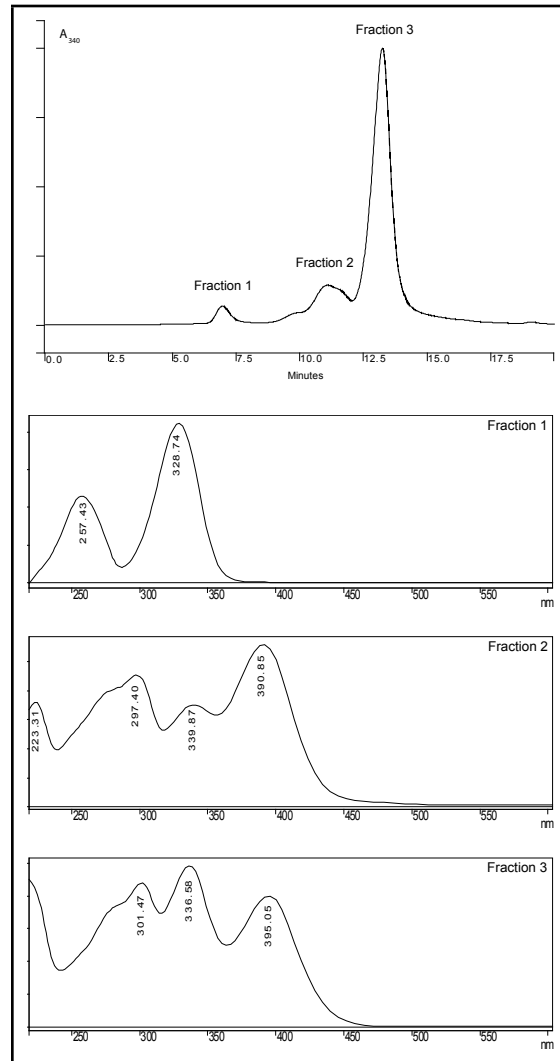 A340
Fraction 3
Fraction 2
Fraction 1
0.0 2.5 5.0 7.5 10.0 12.5 15.0 17.5
Minutes
Fraction 1
257.43
328.74
250 300 350 400 450 500 550
nm
Fraction 2
223.31
297.40
339.87
390.85
250 300 350 400 450 500 550
nm
Fraction 3
301.47
336.58
395.05
250 300 350 400 450 500 550
nm